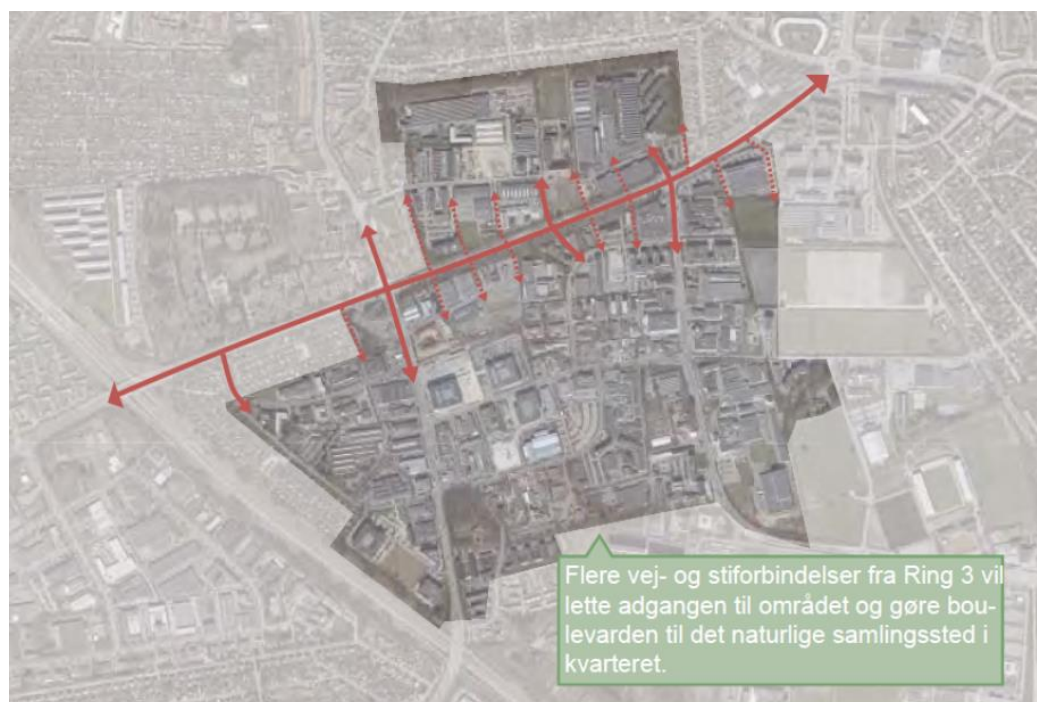 Flere vej- og stiforbindelser fra Ring 3 vil
lette adgangen til området og gøre bou-
levarden til det naturlige samlingssted i
kvarteret.